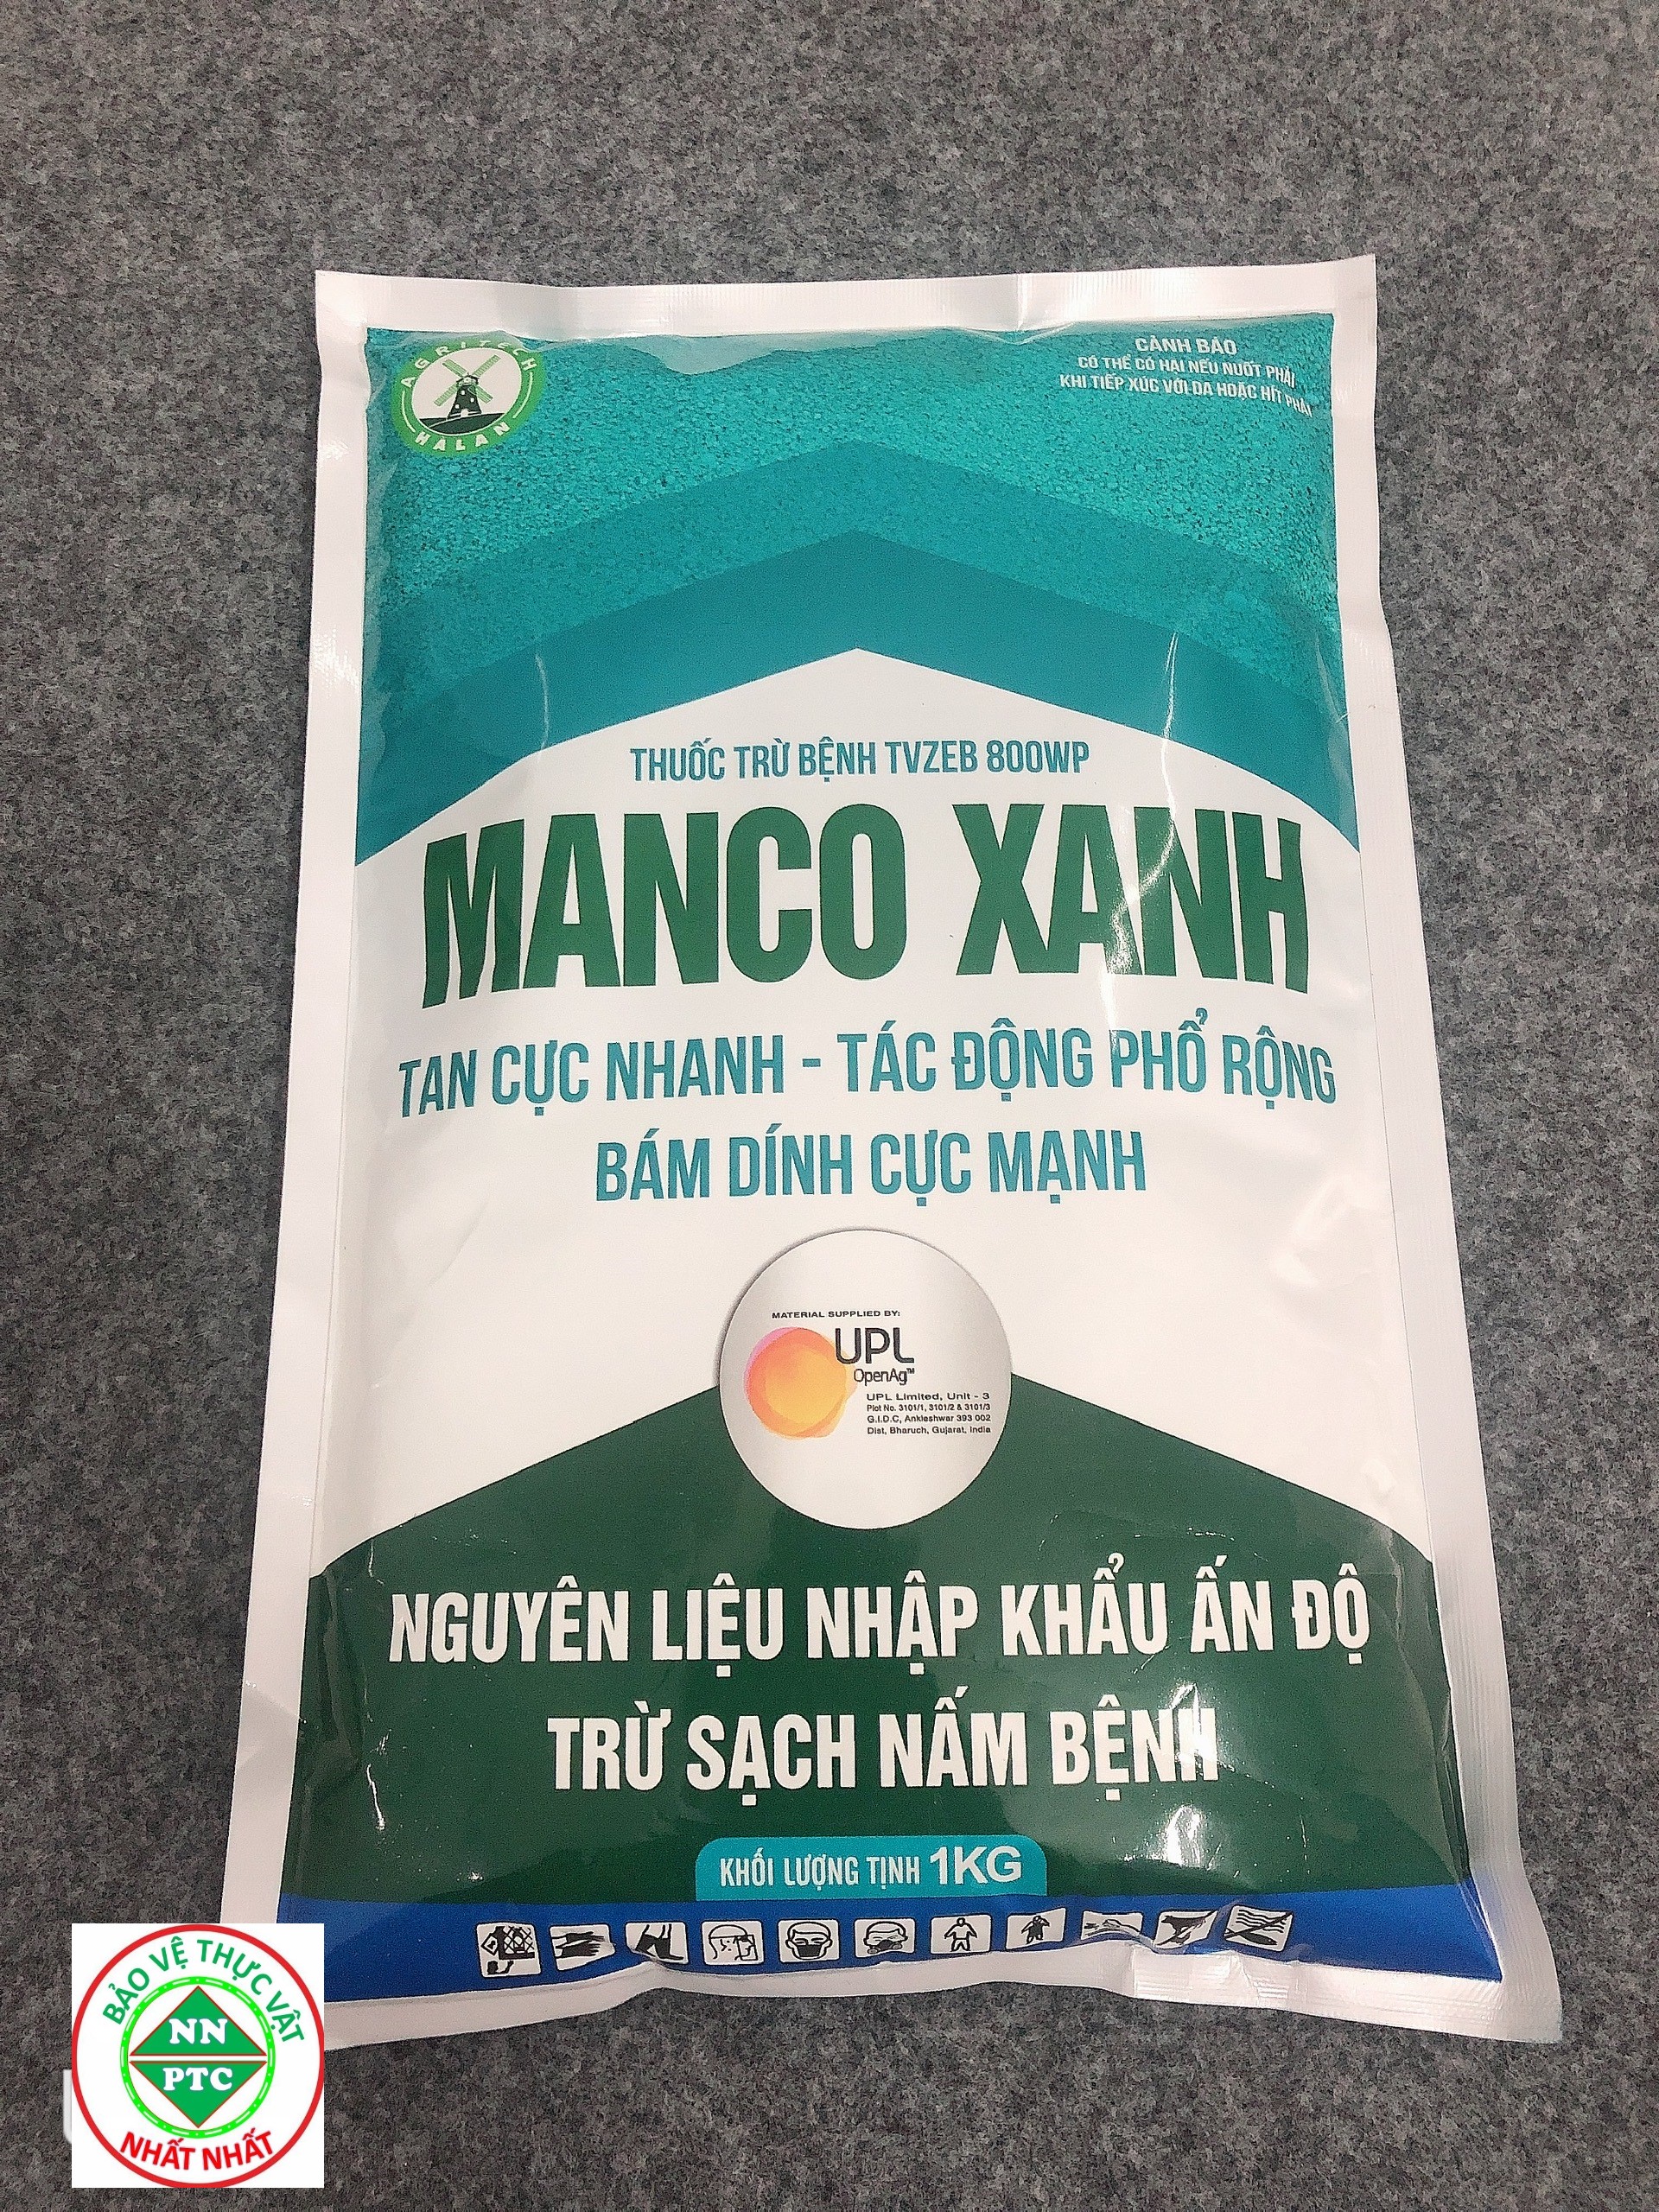 AGRITECH
HALAN
CẢNH BÁO
CÓ THỂ CÓ HẠI NẾU NUỐT PHẢI
KHI TIẾP XÚC VỚI DA HOẶC HÍT PHẢI
THUỐC TRỪ BỆNH TVZEB 800WP
MANCO XANH
TAN CỰC NHANH - TÁC ĐỘNG PHỔ RỘNG
BÁM DÍNH CỰC MẠNH
MATERIAL SUPPLIED BY:
UPL
OpenAg™
UPL Limited, Unit - 3
Plot No. 3101/1, 3101/2 & 3101/3
G.I.D.C, Ankleshwar 393 002
Dist, Bharuch, Gujarat, India
NGUYÊN LIỆU NHẬP KHẨU ẤN ĐỘ
TRỪ SẠCH NẤM BỆNH
KHỐI LƯỢNG TỊNH 1KG
BẢO VỆ THỰC VẬT
NN
PTC
NHẤT NHẤT